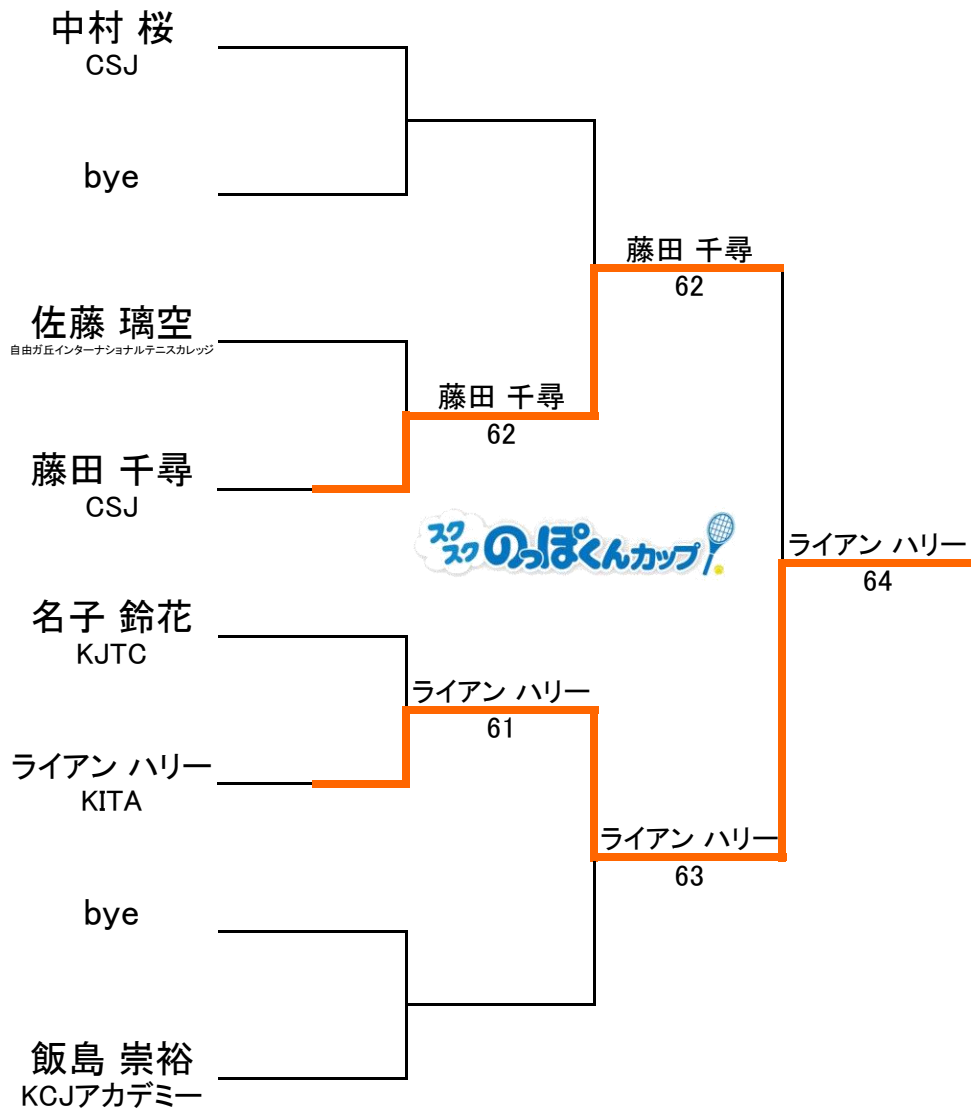 中村 桜
CSJ
bye
佐藤 璃空
自由ガ丘インターナショナルテニスカレッジ
藤田 千尋
CSJ
名子 鈴花
KJTC
ライアン ハリー
KITA
bye
飯島 崇裕
KCJアカデミー
藤田 千尋
62
ライアン ハリー
61
藤田 千尋
62
ライアン ハリー
63
スクスク のっぽくんカップ!
ライアン ハリー
64